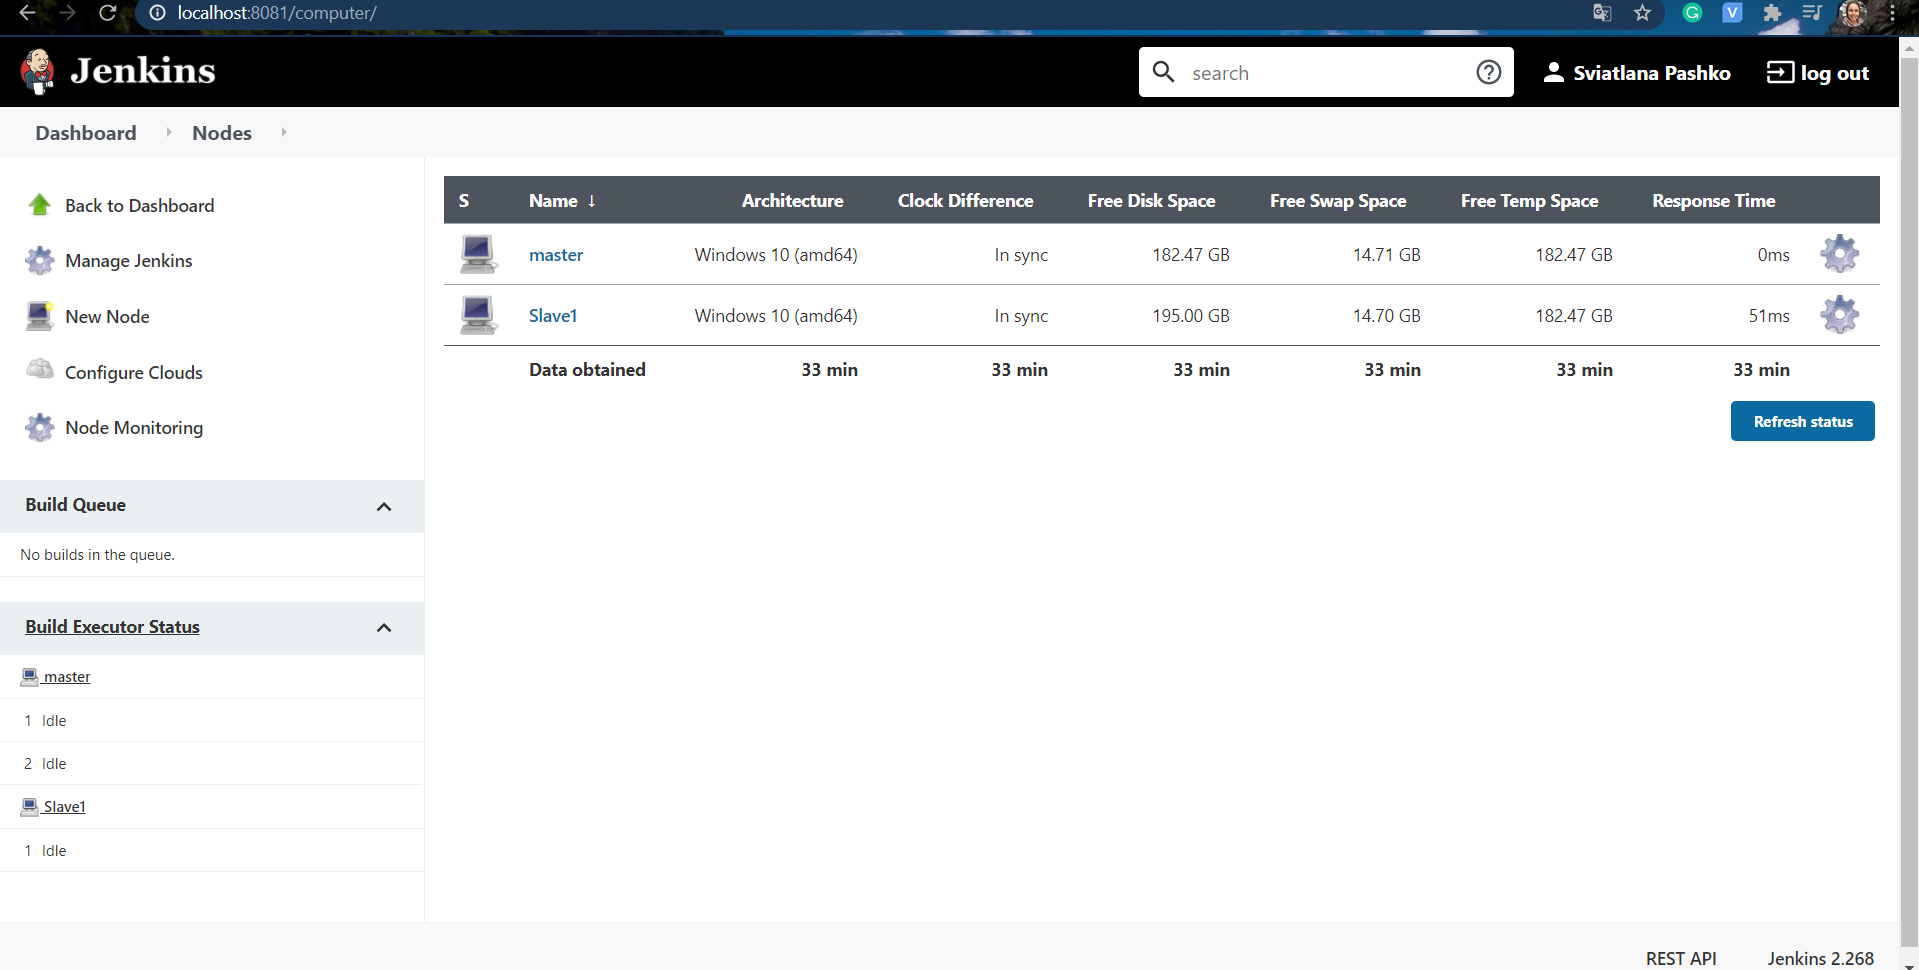 localhost:8081/computer/
Jenkins
search
Sviatlana Pashko
log out
Dashboard
Nodes
Back to Dashboard
Manage Jenkins
New Node
Configure Clouds
Node Monitoring
S Name ↓ Architecture Clock Difference Free Disk Space Free Swap Space Free Temp Space Response Time
master Windows 10 (amd64) In sync 182.47 GB 14.71 GB 182.47 GB 0ms
Slave1 Windows 10 (amd64) In sync 195.00 GB 14.70 GB 182.47 GB 51ms
Data obtained 33 min 33 min 33 min 33 min 33 min 33 min
Refresh status
Build Queue
No builds in the queue.
Build Executor Status
master
1 Idle
2 Idle
Slave1
1 Idle
REST API Jenkins 2.268